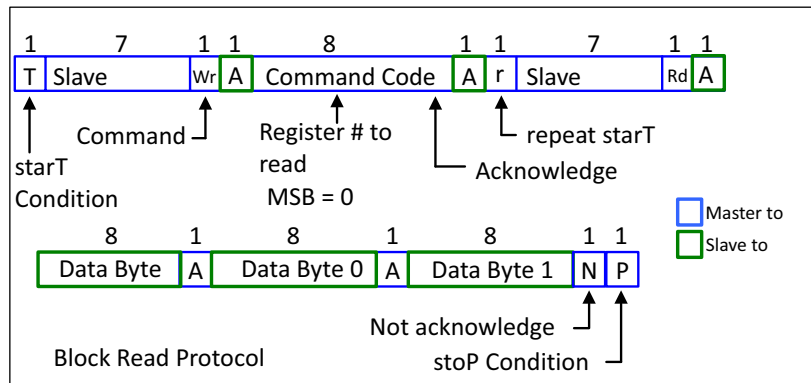 1 7 1 1 8 1 1 7 1 1
T Slave Wr A Command Code A r Slave Rd A
Command
Register # to
read
MSB = 0
repeat starT
Acknowledge
starT
Condition
Master to
Slave to
8 1 8 1 8 1 1
Data Byte A Data Byte 0 A Data Byte 1 N P
Not acknowledge
stoP Condition
Block Read Protocol